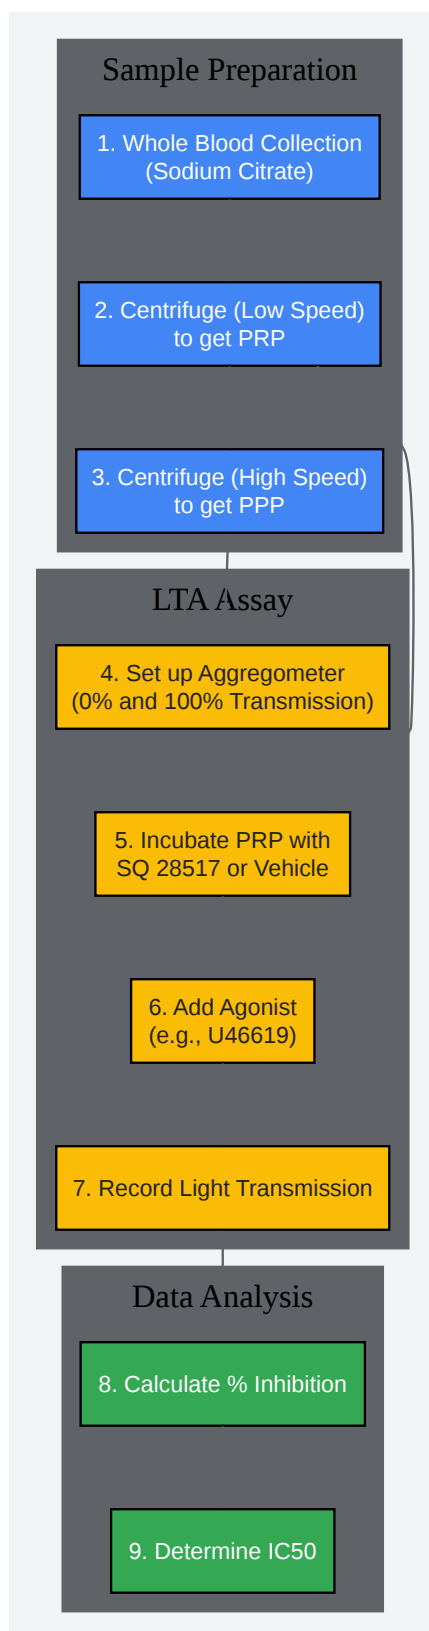 Sample Preparation
1. Whole Blood Collection
(Sodium Citrate)
2. Centrifuge (Low Speed)
to get PRP
3. Centrifuge (High Speed)
to get PPP
LTA Assay
4. Set up Aggregometer
(0% and 100% Transmission)
5. Incubate PRP with
SQ 28517 or Vehicle
6. Add Agonist
(e.g., U46619)
7. Record Light Transmission
Data Analysis
8. Calculate % Inhibition
9. Determine IC50